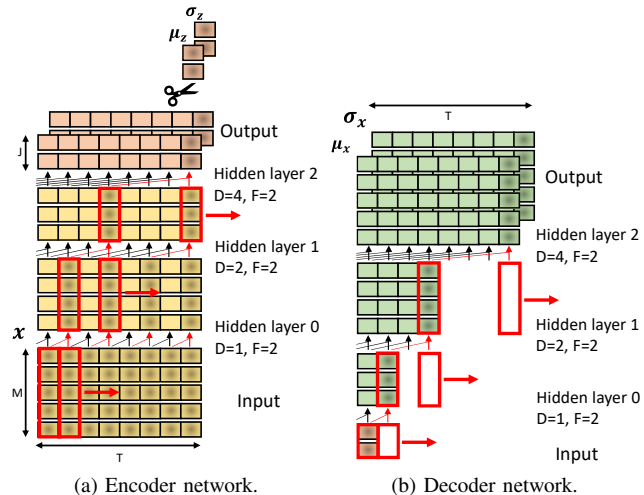 σz
μz
Output
J
Hidden layer 2
D=4, F=2
Hidden layer 1
D=2, F=2
Hidden layer 0
D=1, F=2
x
M
Input
T
(a) Encoder network.
σx
T
μx
Output
Hidden layer 2
D=4, F=2
Hidden layer 1
D=2, F=2
Hidden layer 0
D=1, F=2
Input
(b) Decoder network.